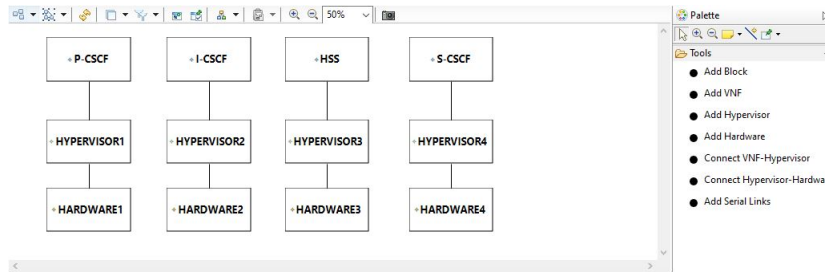 50%
P-CSCF I-CSCF HSS S-CSCF
HYPERVISOR1 HYPERVISOR2 HYPERVISOR3 HYPERVISOR4
HARDWARE1 HARDWARE2 HARDWARE3 HARDWARE4
Palette
Tools
Add Block
Add VNF
Add Hypervisor
Add Hardware
Connect VNF-Hypervisor
Connect Hypervisor-Hardwa
Add Serial Links